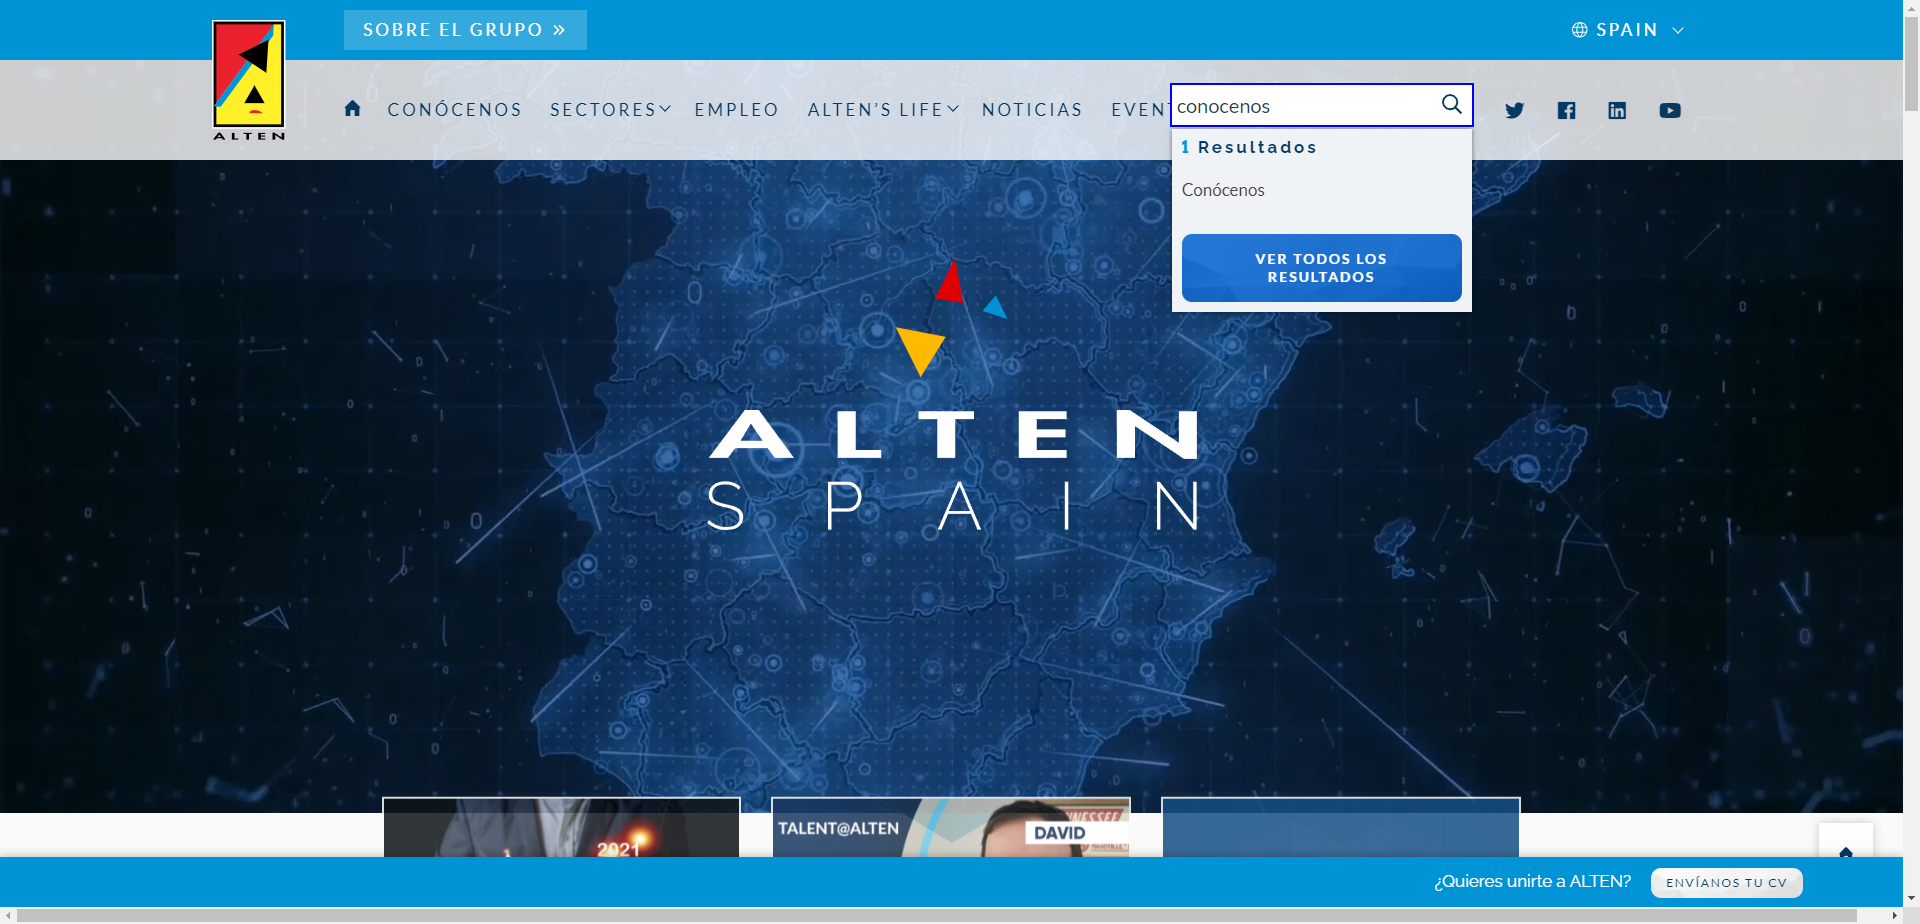 SOBRE EL GRUPO »
SPAIN
ALTEN
CONÓCENOS SECTORES EMPLEO ALTEN'S LIFE NOTICIAS EVEN
conocenos
1 Resultados
Conócenos
VER TODOS LOS
RESULTADOS
ALTEN
SPAIN
2021
TALENT@ALTEN
DAVID
¿Quieres unirte a ALTEN?
ENVÍANOS TU CV